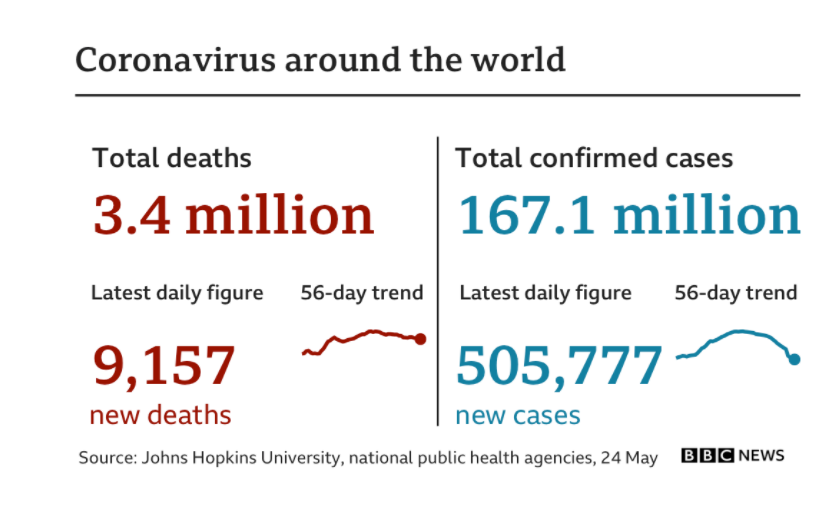 Coronavirus around the world
Total deaths
3.4 million
Latest daily figure
56-day trend
9,157
new deaths
Total confirmed cases
167.1 million
Latest daily figure
56-day trend
505,777
new cases
Source: Johns Hopkins University, national public health agencies, 24 May
BBC NEWS